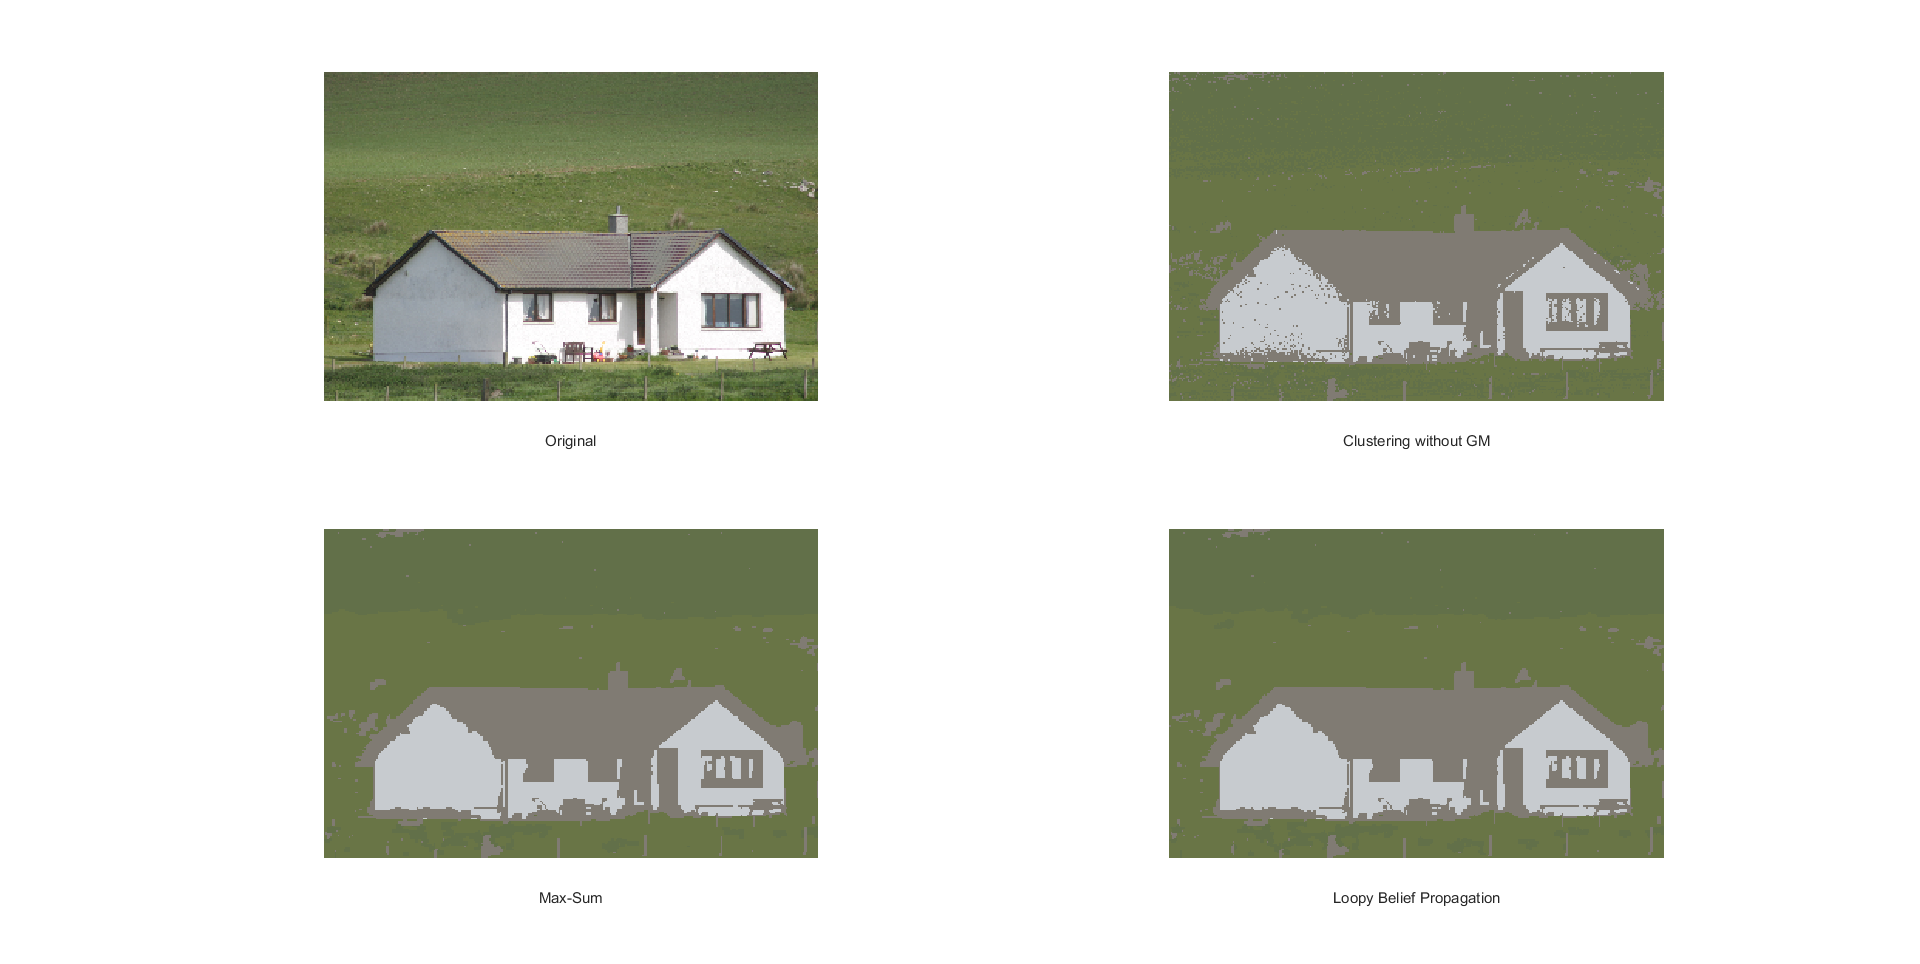 Original
Clustering without GM
Max-Sum
Loopy Belief Propagation